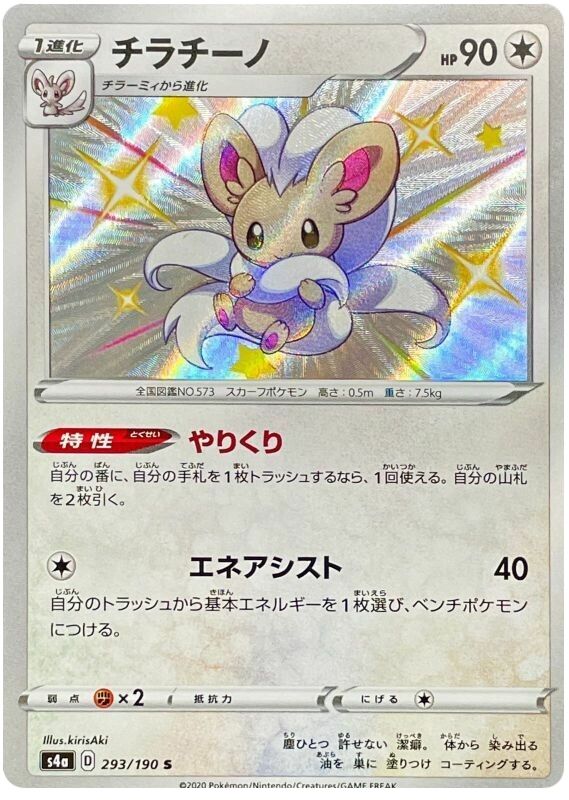 1進化
チラチーノ
HP 90
チラーミィから進化
全国図鑑NO.573 スカーフポケモン 高さ:0.5m 重さ:7.5kg
特性 とくせい やりくり
自分の番に、自分の手札を1枚トラッシュするなら、1回使える。自分の山札
を2枚引く。
エネアシスト 40
自分のトラッシュから基本エネルギーを1枚選び、ベンチポケモン
につける。
弱点 ×2 抵抗力 にげる
Illus.kirisAki
s4a D 293/190 S
塵ひとつ 許せない 潔癖。 体から 染み出る
油を 巣に 塗りつけ コーティングする。
©2020 Pokémon/Nintendo/Creatures/GAME FREAK